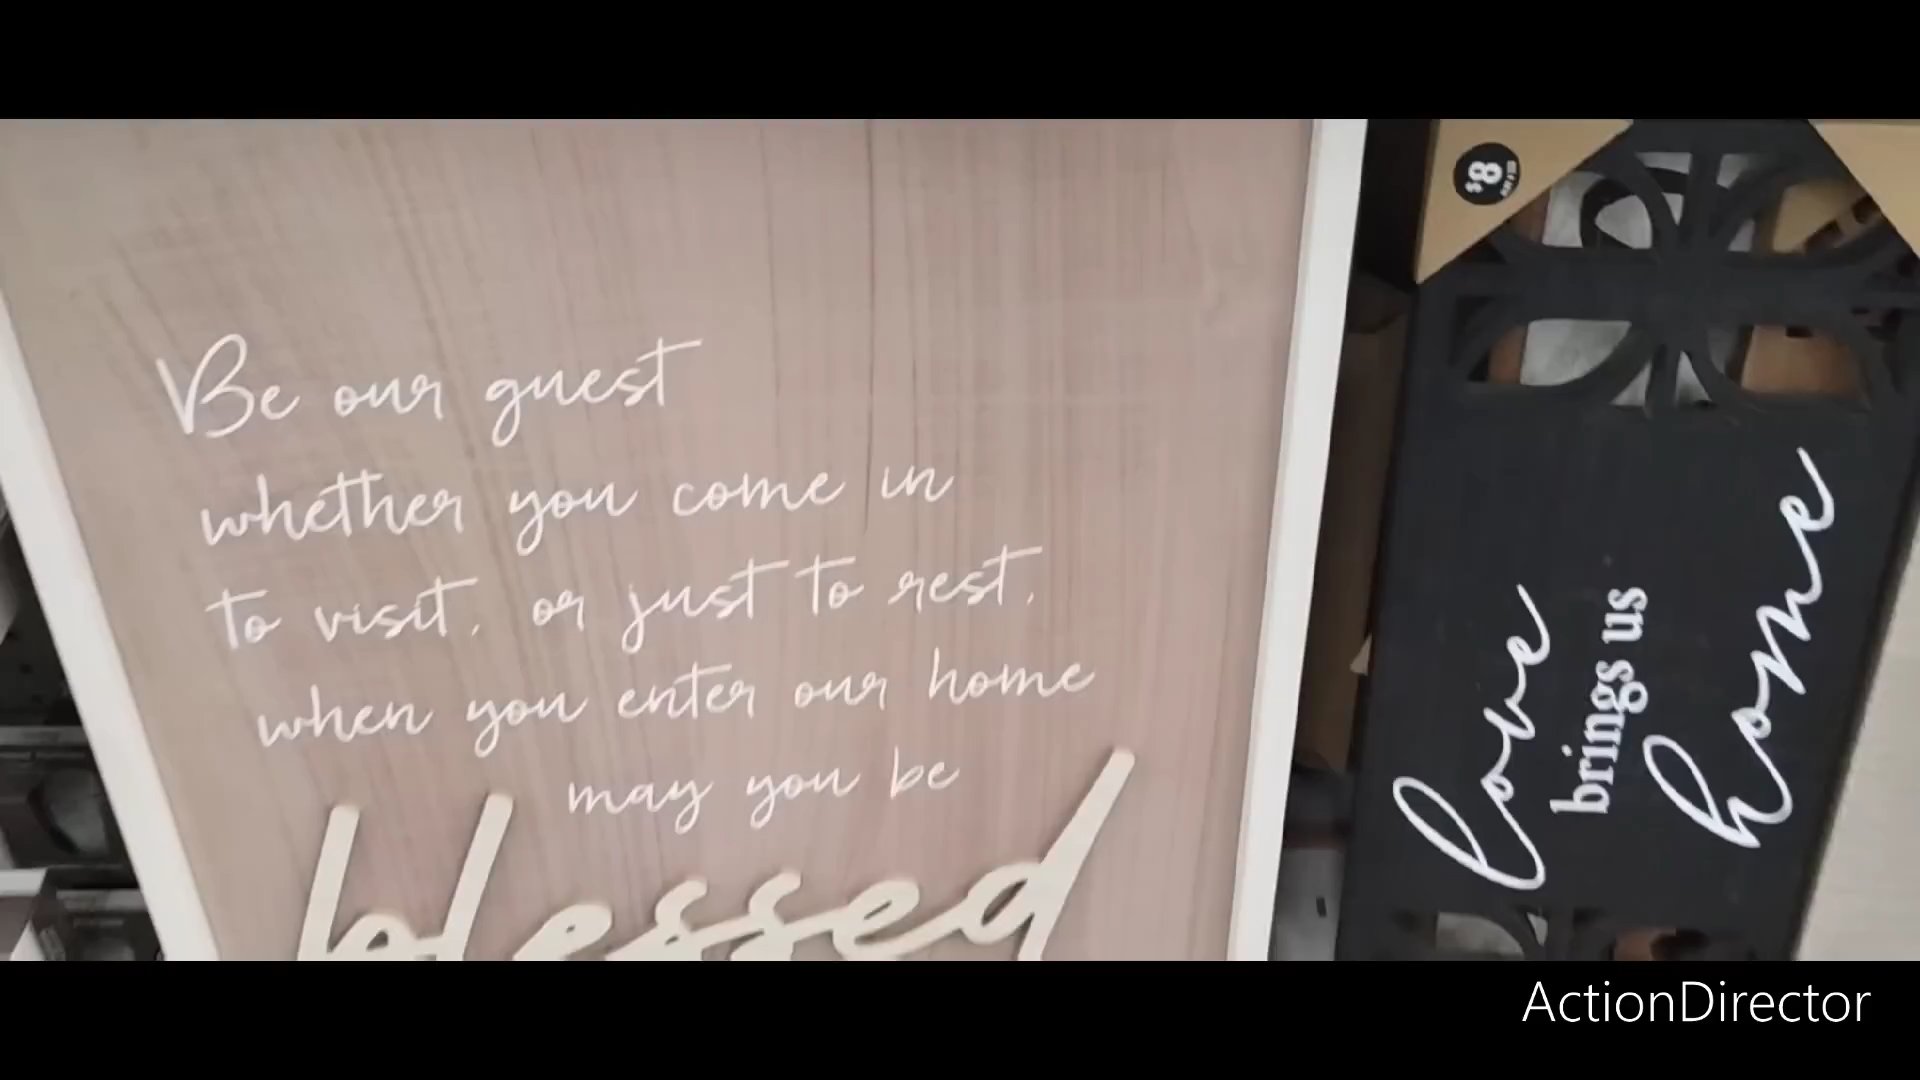 Be our guest
whether you come in
to visit, or just to rest,
when you enter our home
may you be
blessed
$8
love
brings us
home
ActionDirector